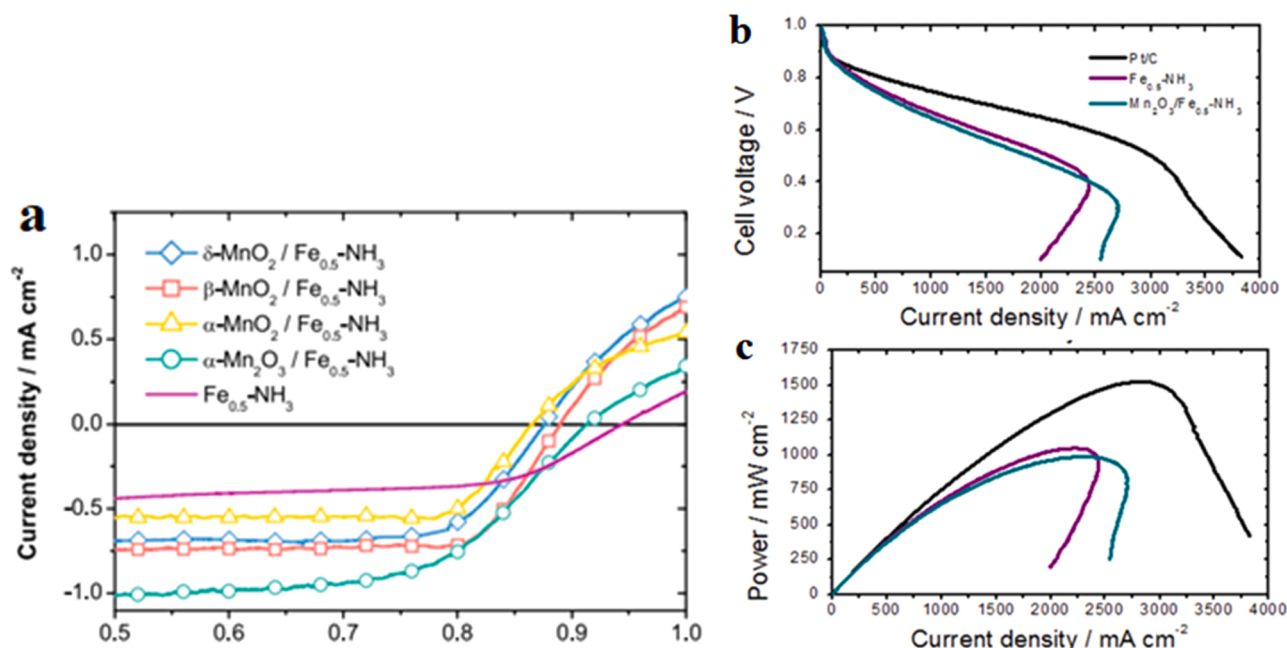 a
1.0
0.5
0.0
-0.5
-1.0
Current density / mA cm⁻²
δ-MnO₂ / Fe₀.₅-NH₃
β-MnO₂ / Fe₀.₅-NH₃
α-MnO₂ / Fe₀.₅-NH₃
α-Mn₂O₃ / Fe₀.₅-NH₃
Fe₀.₅-NH₃
0.5 0.6 0.7 0.8 0.9 1.0
b
1.0
0.8
0.6
0.4
0.2
Cell voltage / V
Pt/C
Fe₀.₅-NH₃
Mn₂O₃/Fe₀.₅-NH₃
0 500 1000 1500 2000 2500 3000 3500 4000
Current density / mA cm⁻²
c
1750
1500
1250
1000
750
500
250
0
Power / mW cm⁻²
0 500 1000 1500 2000 2500 3000 3500 4000
Current density / mA cm⁻²